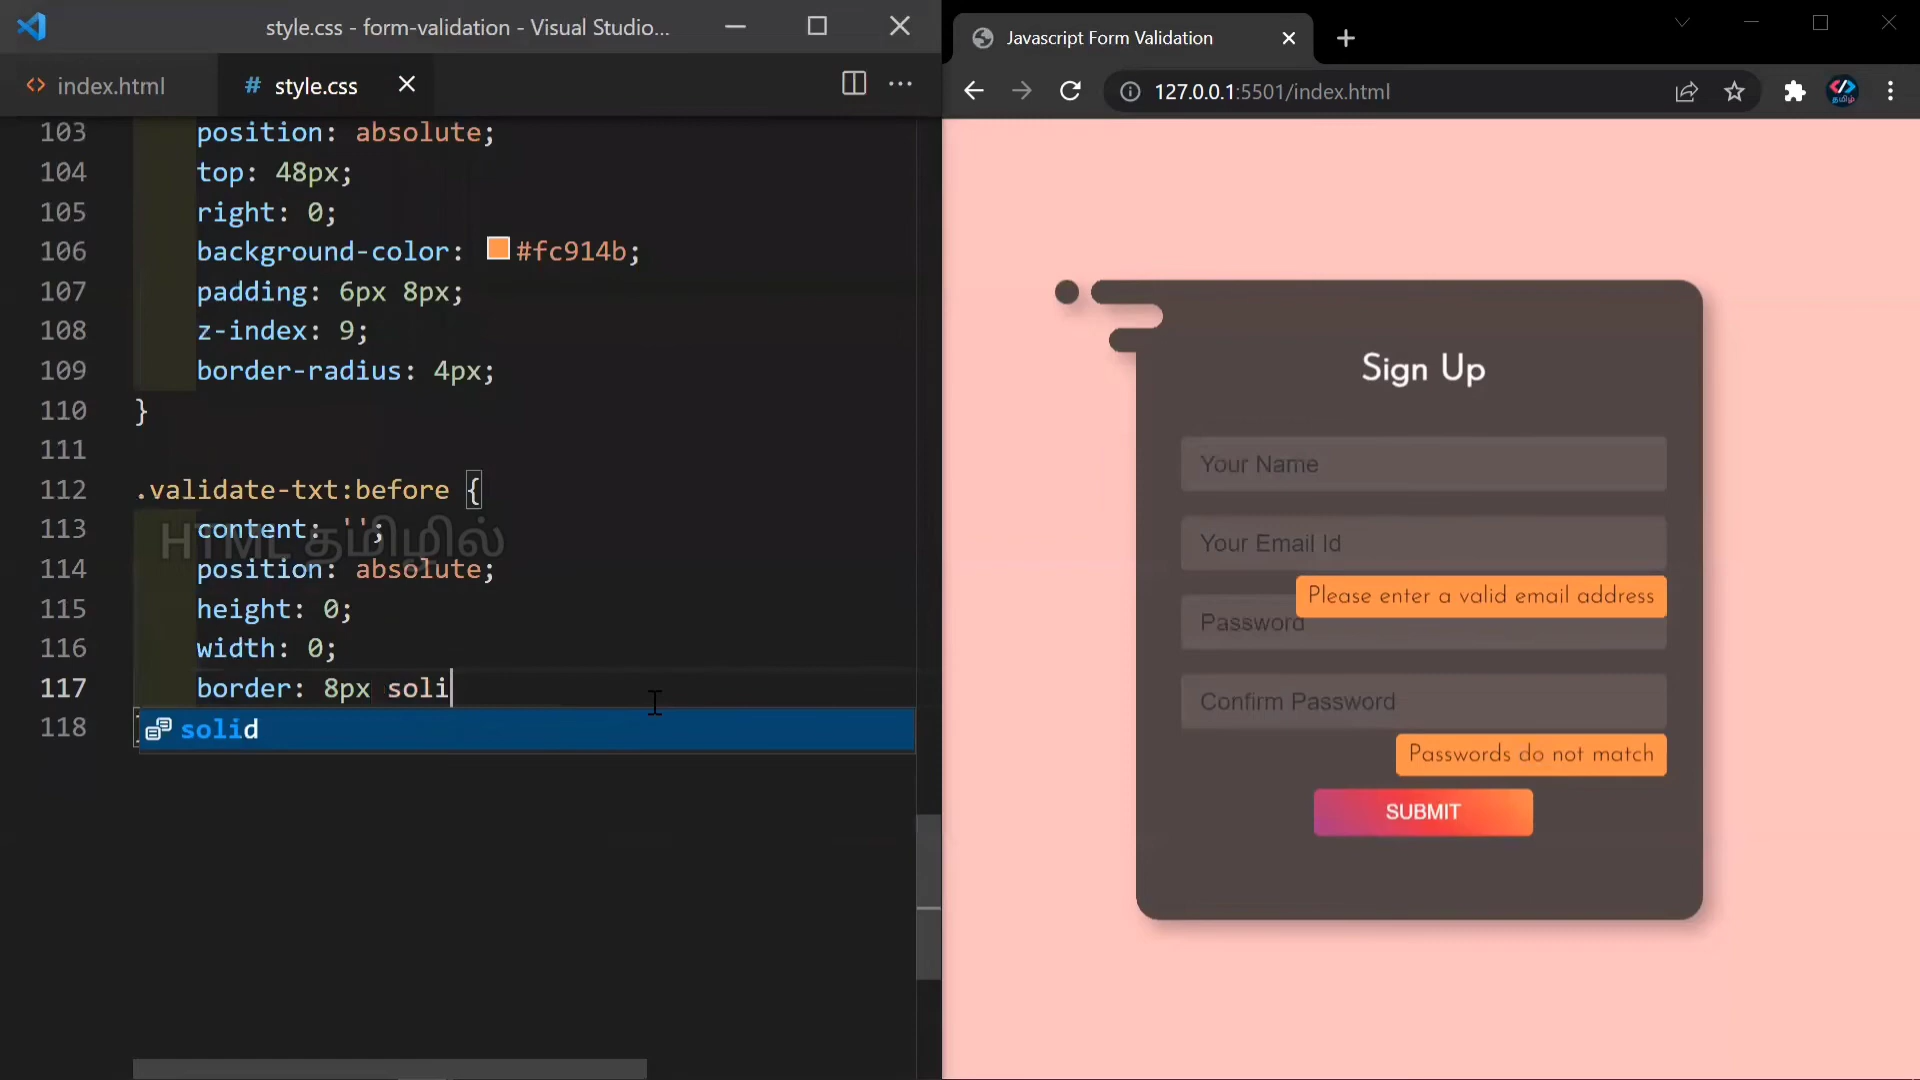 style.css - form-validation - Visual Studio...
index.html
# style.css
103 position: absolute;
104 top: 48px;
105 right: 0;
106 background-color: #fc914b;
107 padding: 6px 8px;
108 z-index: 9;
109 border-radius: 4px;
110 }
111
112 .validate-txt:before {
113 content: '';
HTML தமிழில்
114 position: absolute;
115 height: 0;
116 width: 0;
117 border: 8px soli
118
solid
Javascript Form Validation
127.0.0.1:5501/index.html
Sign Up
Your Name
Your Email Id
Please enter a valid email address
Password
Confirm Password
Passwords do not match
SUBMIT